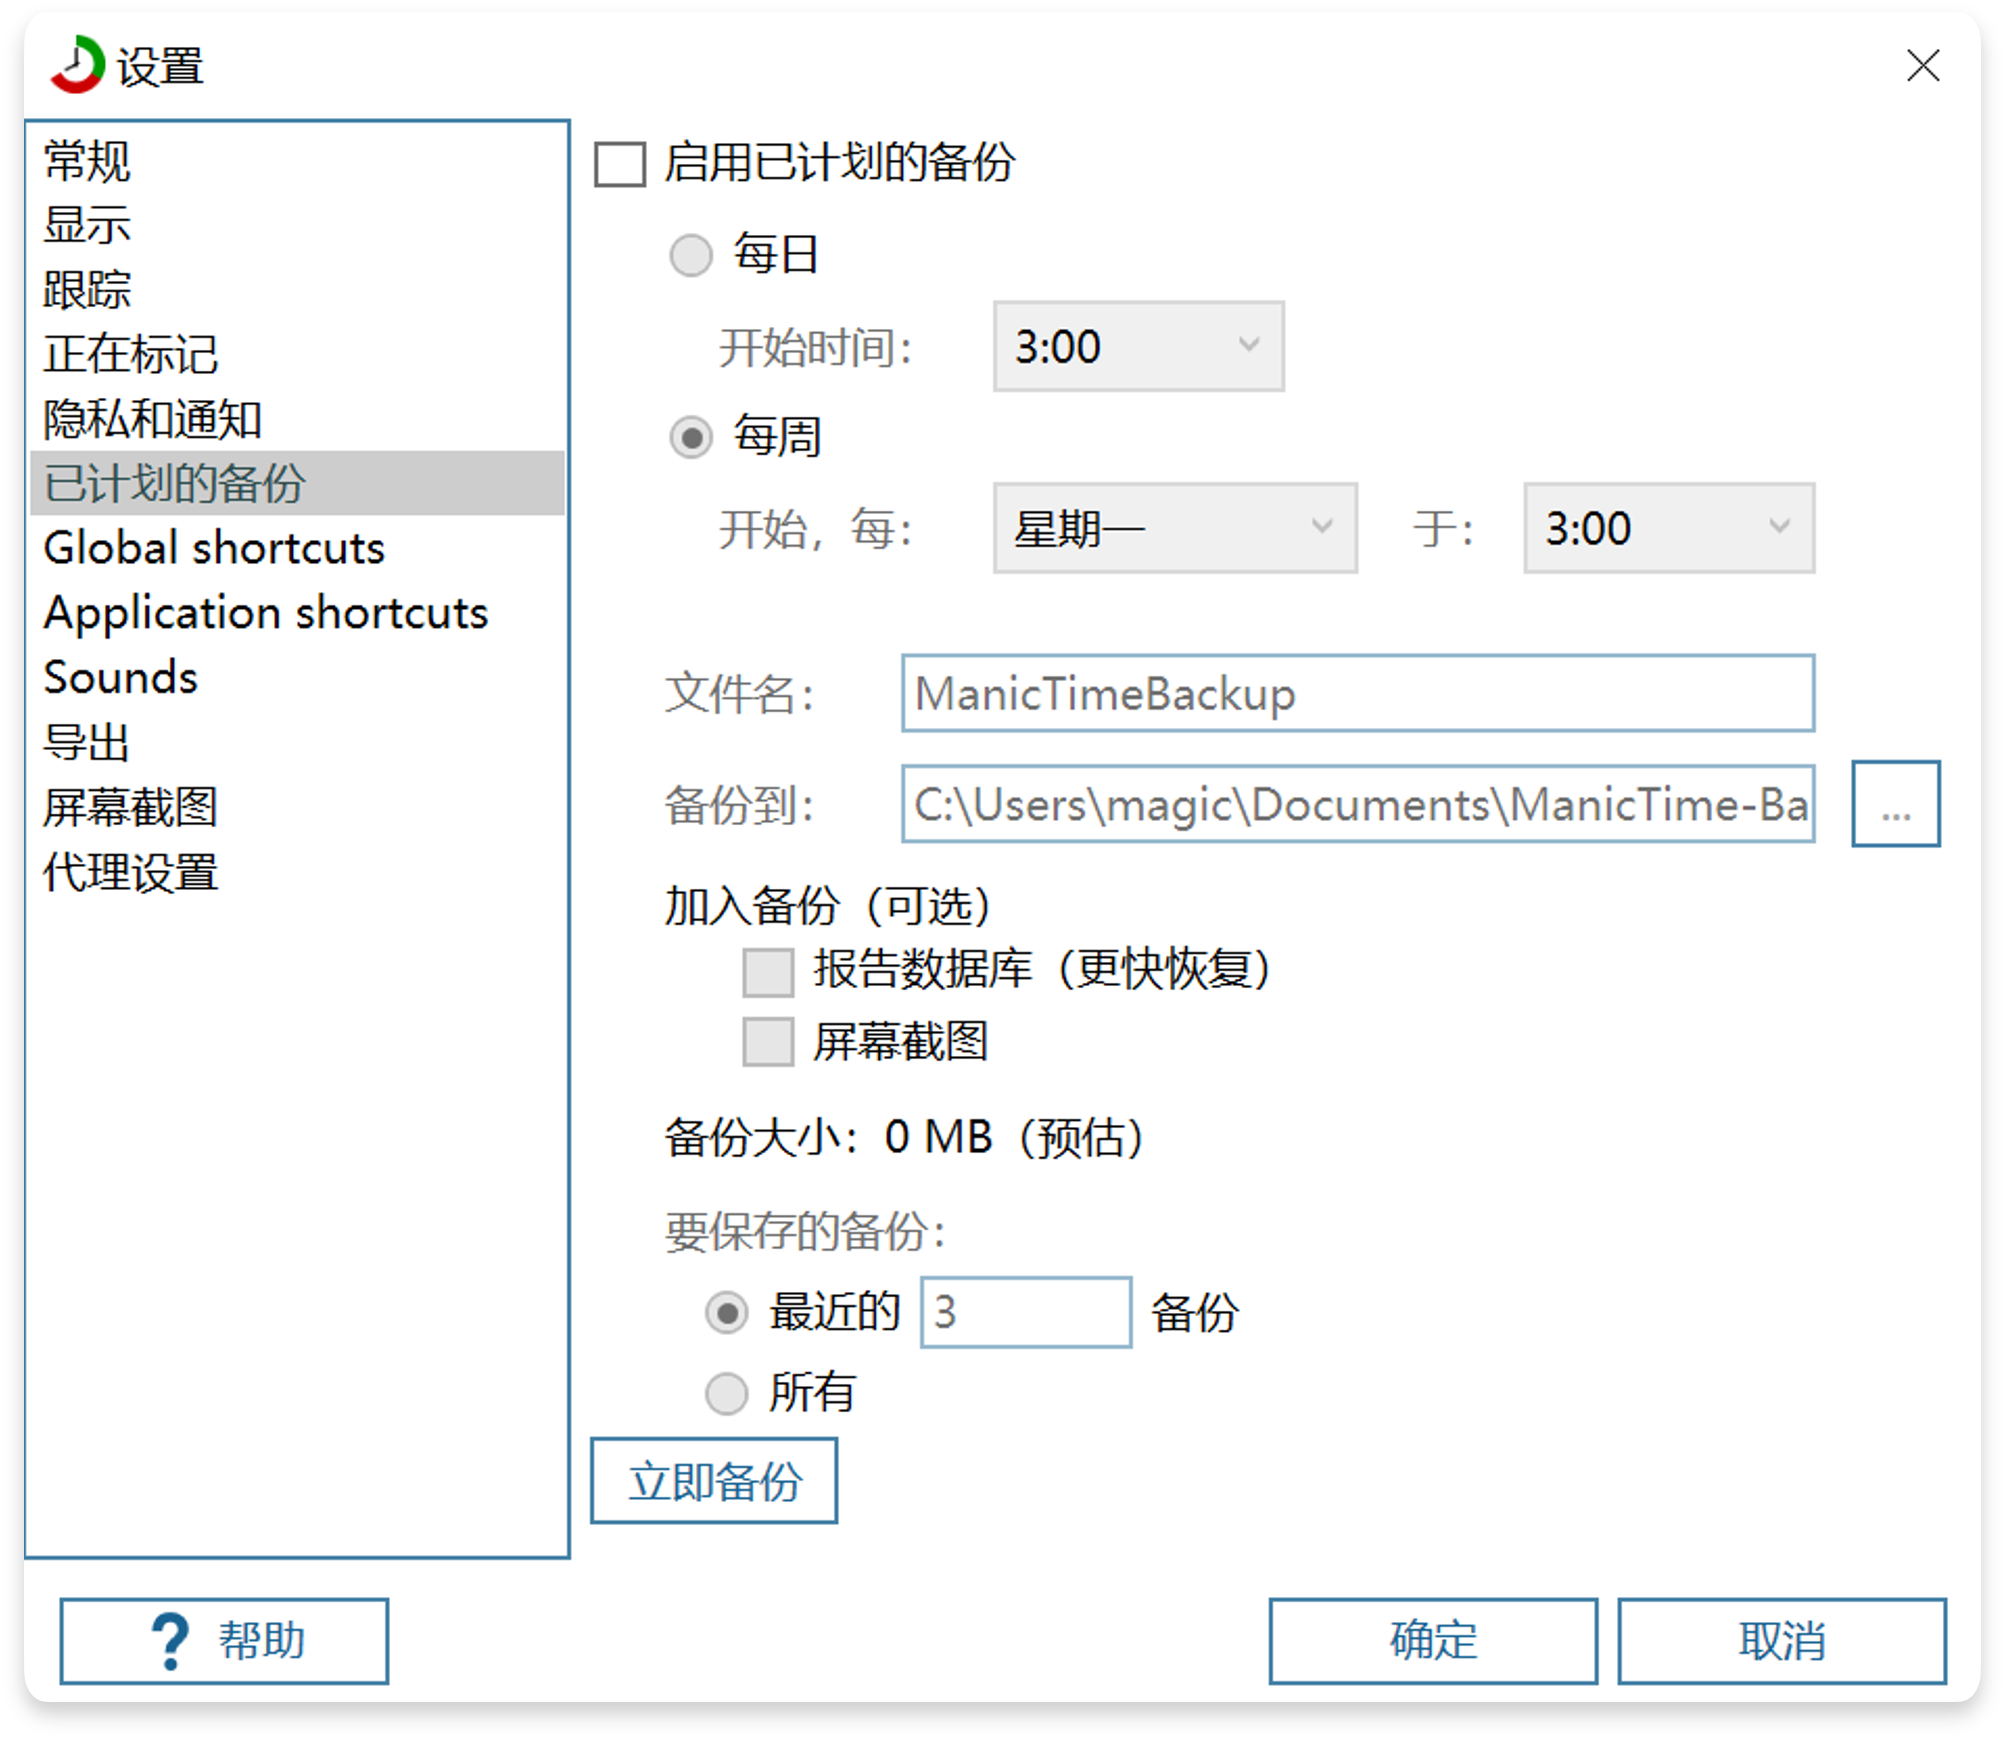 设置
常规
显示
跟踪
正在标记
隐私和通知
已计划的备份
Global shortcuts
Application shortcuts
Sounds
导出
屏幕截图
代理设置
启用已计划的备份
每日
开始时间： 3:00
每周
开始，每： 星期一 于： 3:00
文件名： ManicTimeBackup
备份到： C:\Users\magic\Documents\ManicTime-Ba ...
加入备份（可选）
报告数据库（更快恢复）
屏幕截图
备份大小：0 MB（预估）
要保存的备份：
最近的 3 备份
所有
立即备份
? 帮助 确定 取消